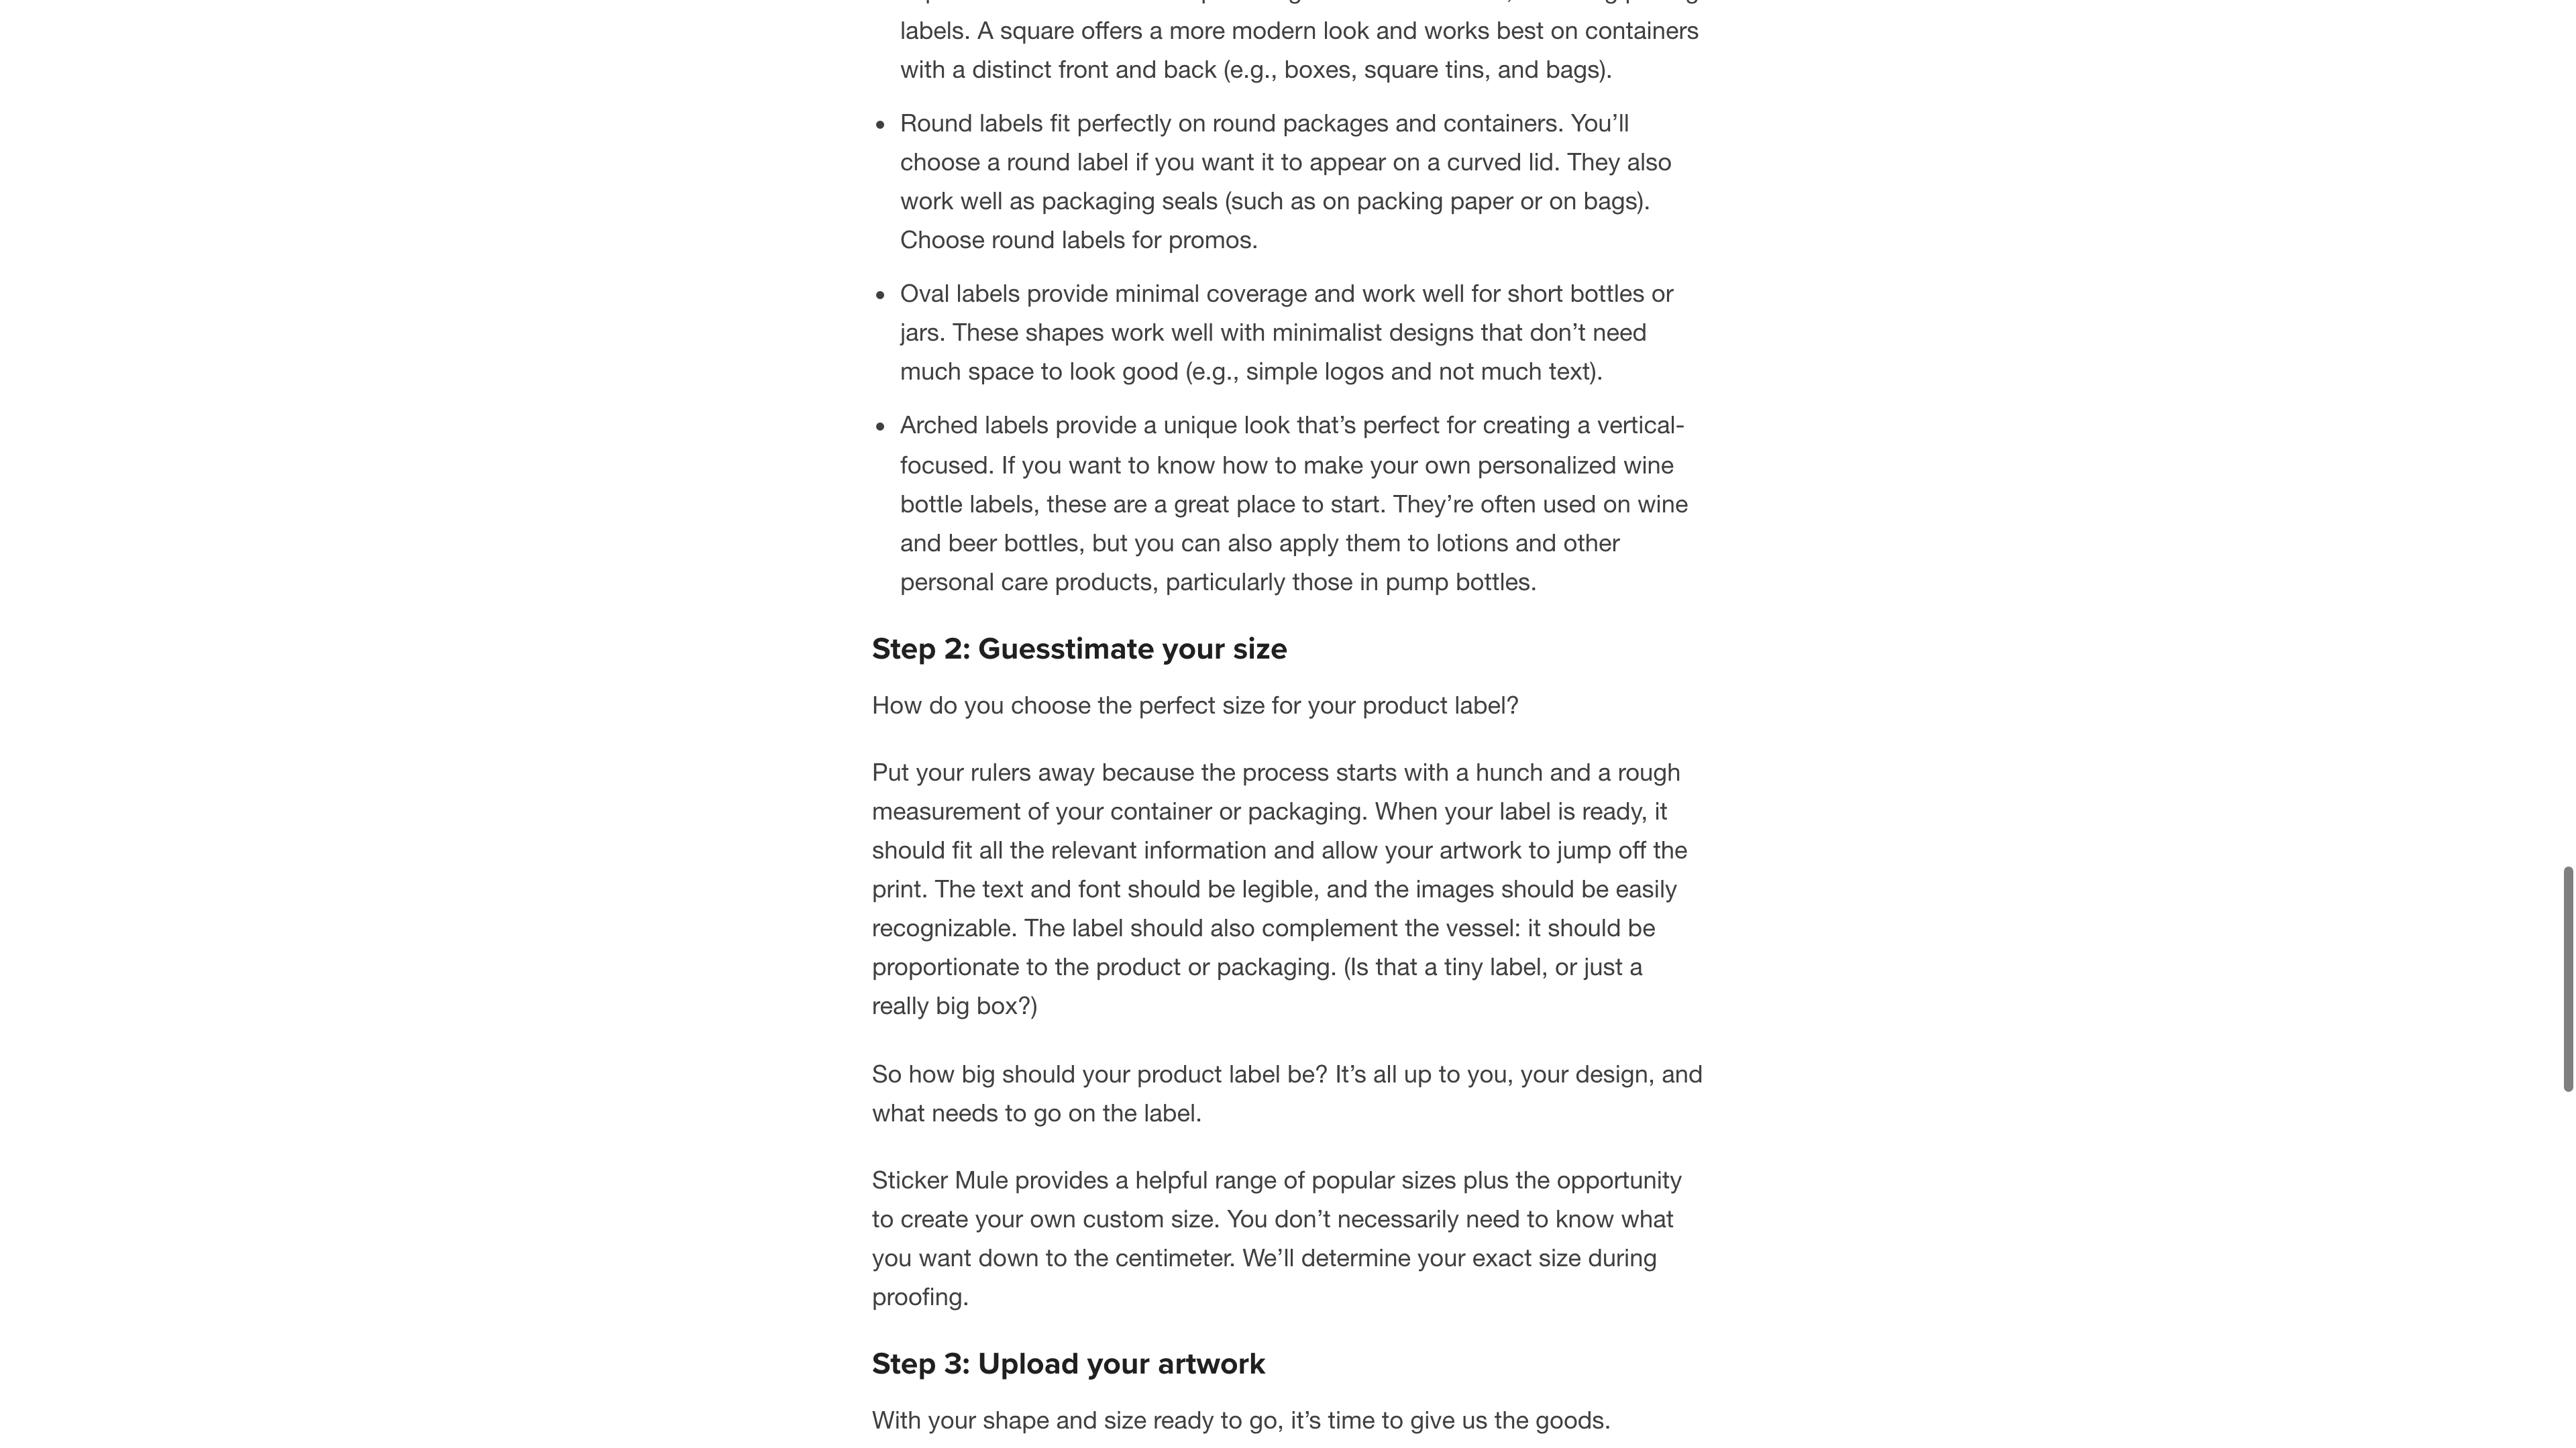 labels. A square offers a more modern look and works best on containers
with a distinct front and back (e.g., boxes, square tins, and bags).
• Round labels fit perfectly on round packages and containers. You’ll
choose a round label if you want it to appear on a curved lid. They also
work well as packaging seals (such as on packing paper or on bags).
Choose round labels for promos.
• Oval labels provide minimal coverage and work well for short bottles or
jars. These shapes work well with minimalist designs that don’t need
much space to look good (e.g., simple logos and not much text).
• Arched labels provide a unique look that’s perfect for creating a vertical-
focused. If you want to know how to make your own personalized wine
bottle labels, these are a great place to start. They’re often used on wine
and beer bottles, but you can also apply them to lotions and other
personal care products, particularly those in pump bottles.
Step 2: Guesstimate your size
How do you choose the perfect size for your product label?
Put your rulers away because the process starts with a hunch and a rough
measurement of your container or packaging. When your label is ready, it
should fit all the relevant information and allow your artwork to jump off the
print. The text and font should be legible, and the images should be easily
recognizable. The label should also complement the vessel: it should be
proportionate to the product or packaging. (Is that a tiny label, or just a
really big box?)
So how big should your product label be? It’s all up to you, your design, and
what needs to go on the label.
Sticker Mule provides a helpful range of popular sizes plus the opportunity
to create your own custom size. You don’t necessarily need to know what
you want down to the centimeter. We’ll determine your exact size during
proofing.
Step 3: Upload your artwork
With your shape and size ready to go, it’s time to give us the goods.